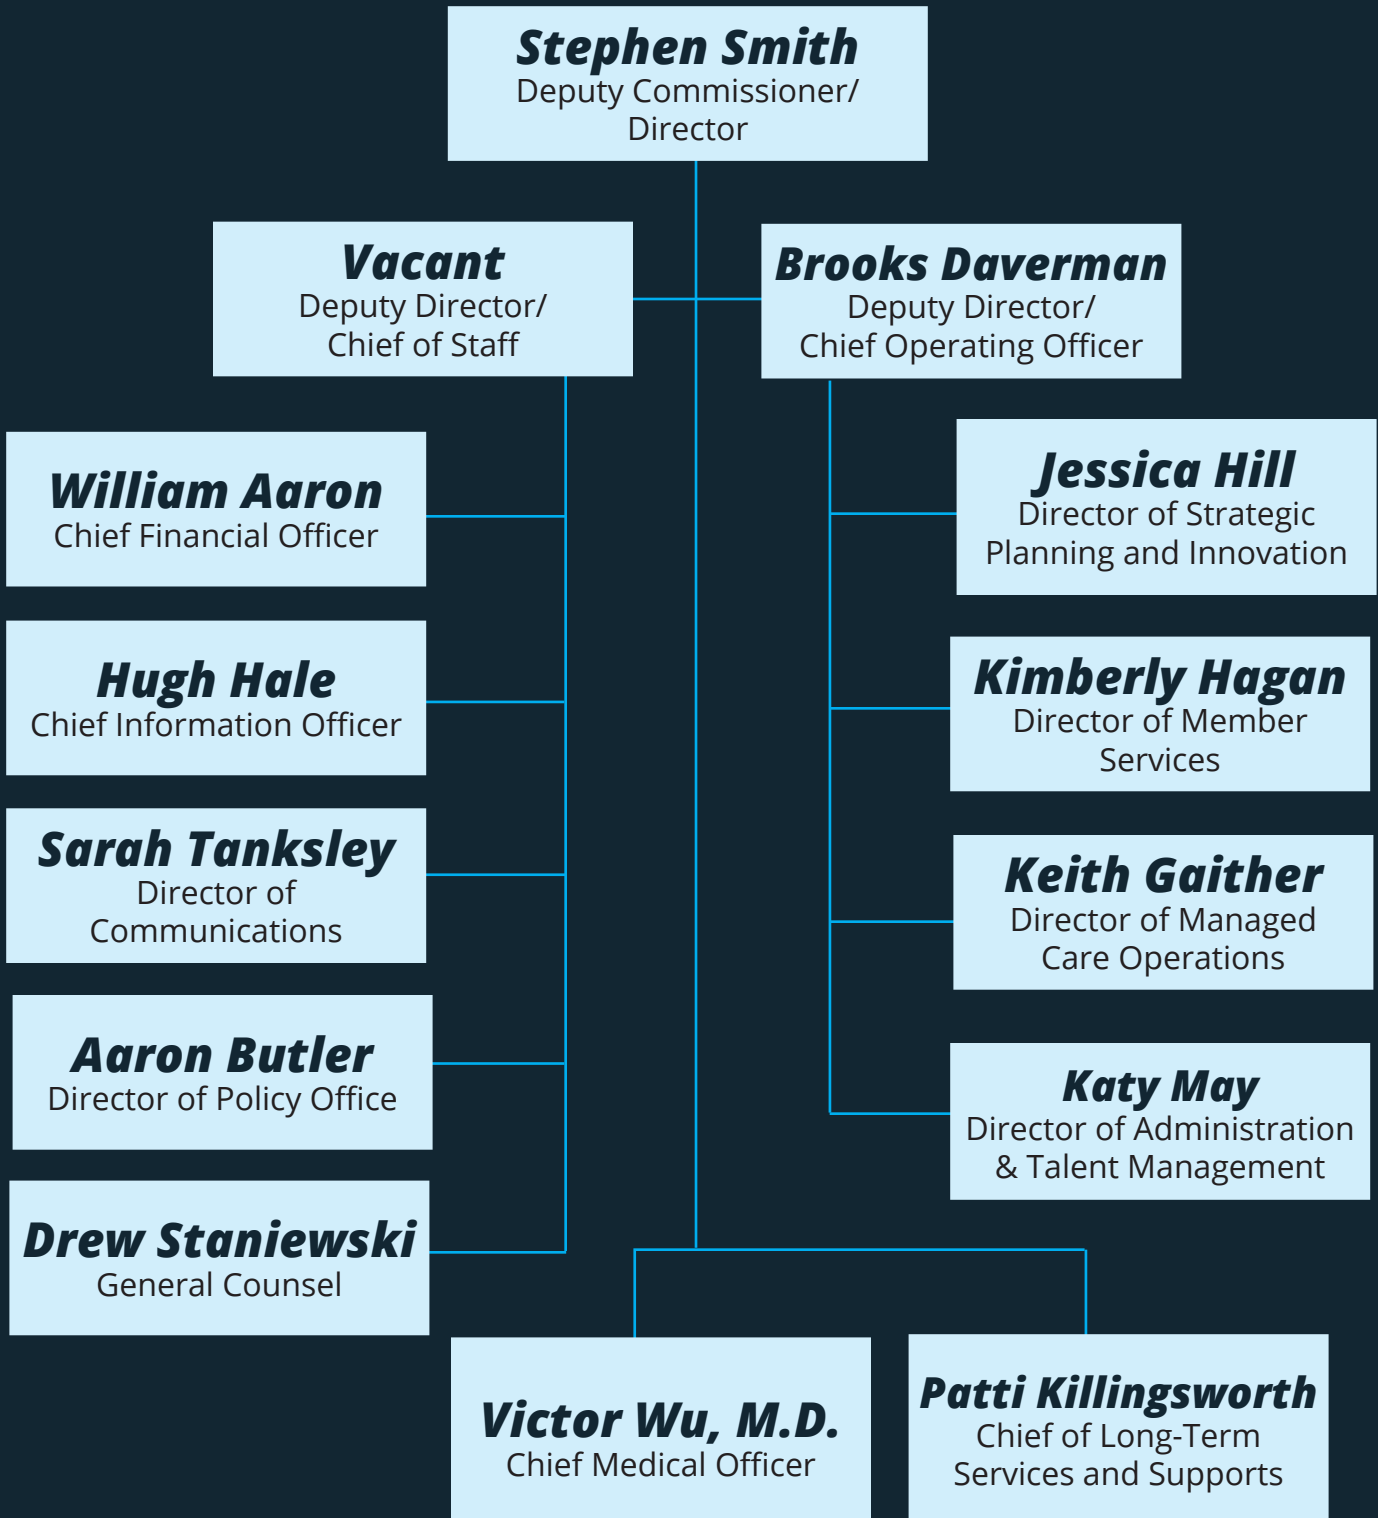 Stephen Smith
Deputy Commissioner/
Director
Vacant
Deputy Director/
Chief of Staff
Brooks Daverman
Deputy Director/
Chief Operating Officer
William Aaron
Chief Financial Officer
Hugh Hale
Chief Information Officer
Sarah Tanksley
Director of
Communications
Aaron Butler
Director of Policy Office
Drew Staniewski
General Counsel
Jessica Hill
Director of Strategic
Planning and Innovation
Kimberly Hagan
Director of Member
Services
Keith Gaither
Director of Managed
Care Operations
Katy May
Director of Administration
& Talent Management
Victor Wu, M.D.
Chief Medical Officer
Patti Killingsworth
Chief of Long-Term
Services and Supports